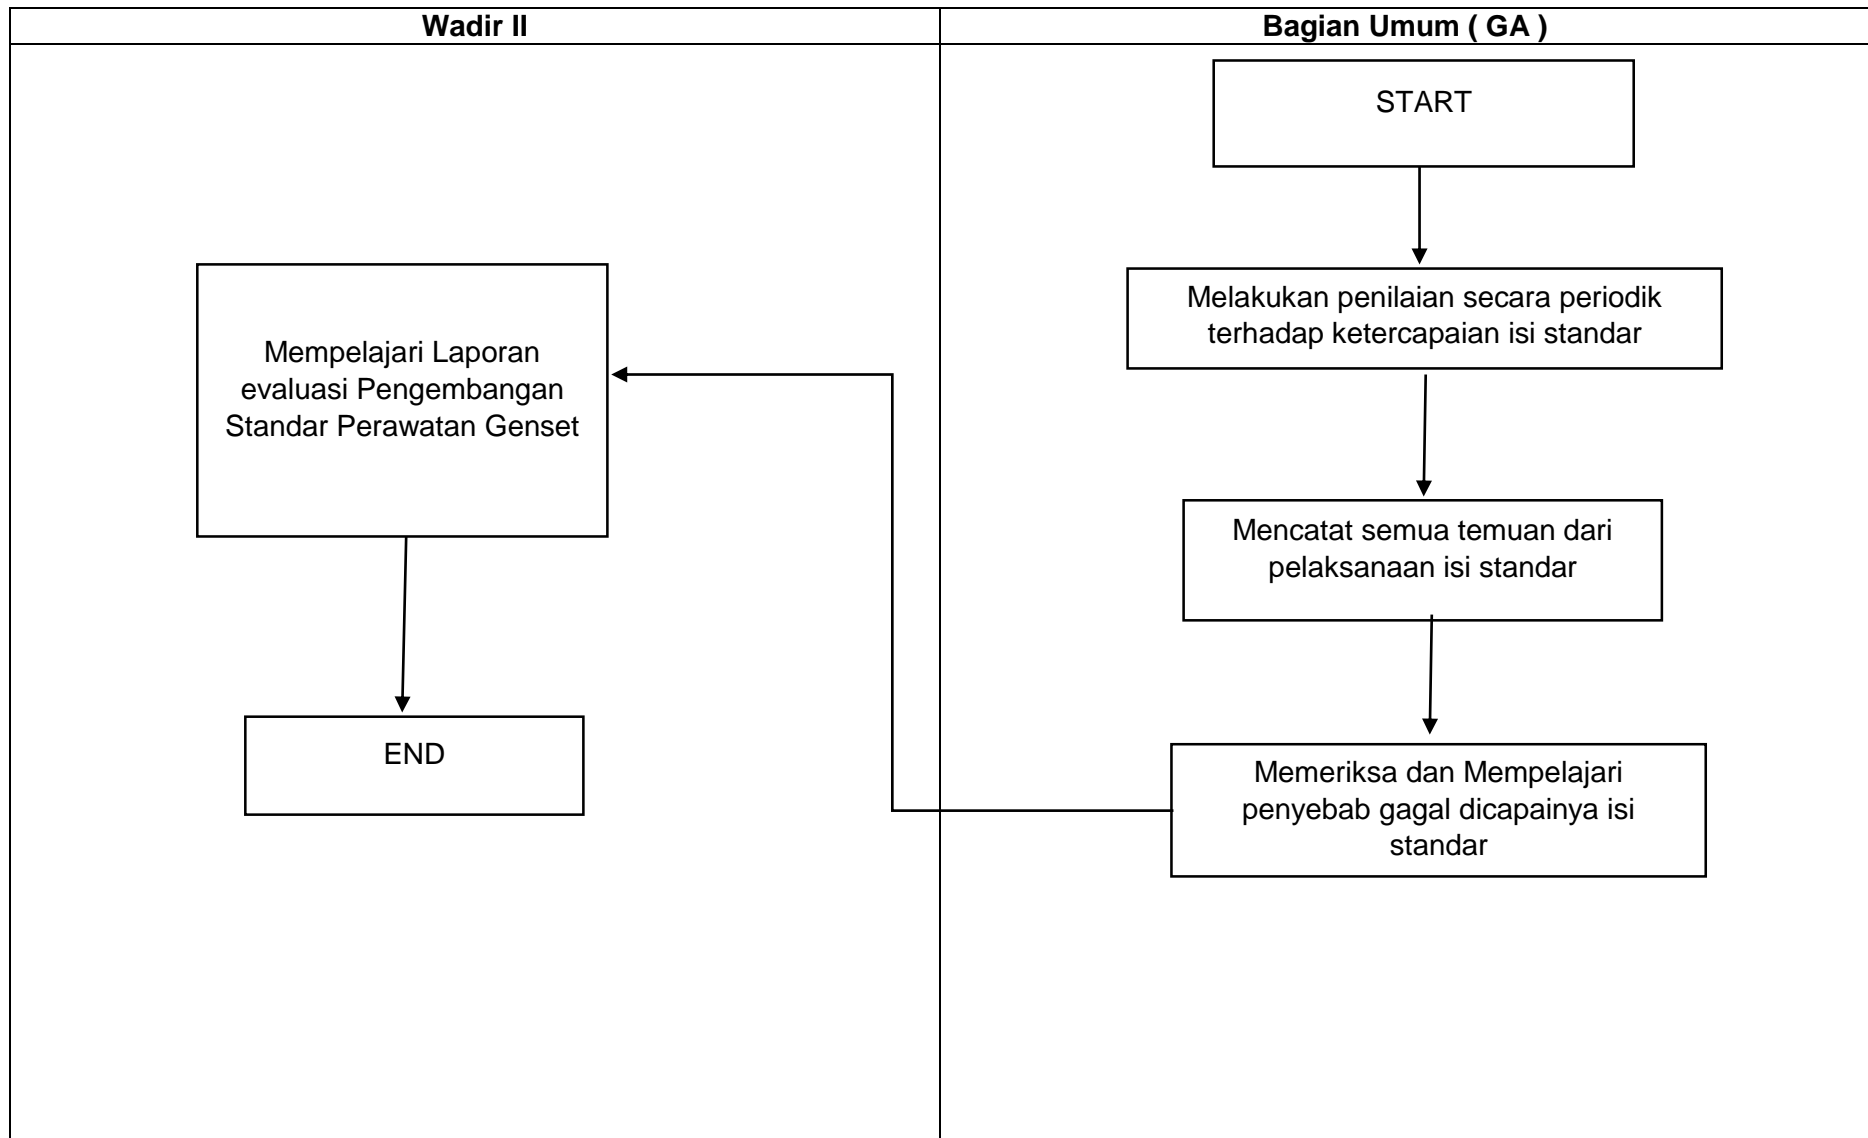 Wadir II
Bagian Umum ( GA )
START
Melakukan penilaian secara periodik
terhadap ketercapaian isi standar
Mencatat semua temuan dari
pelaksanaan isi standar
Memeriksa dan Mempelajari
penyebab gagal dicapainya isi
standar
Mempelajari Laporan
evaluasi Pengembangan
Standar Perawatan Genset
END